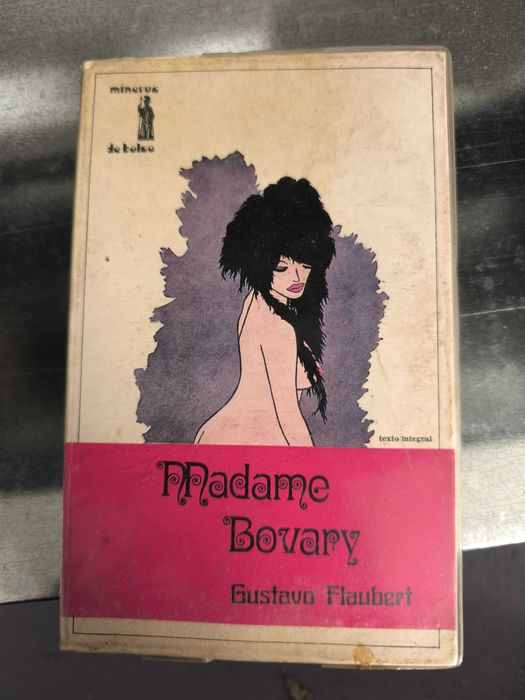 minerva
de bolso
texto integral
Madame
Bovary
Gustavo Flaubert